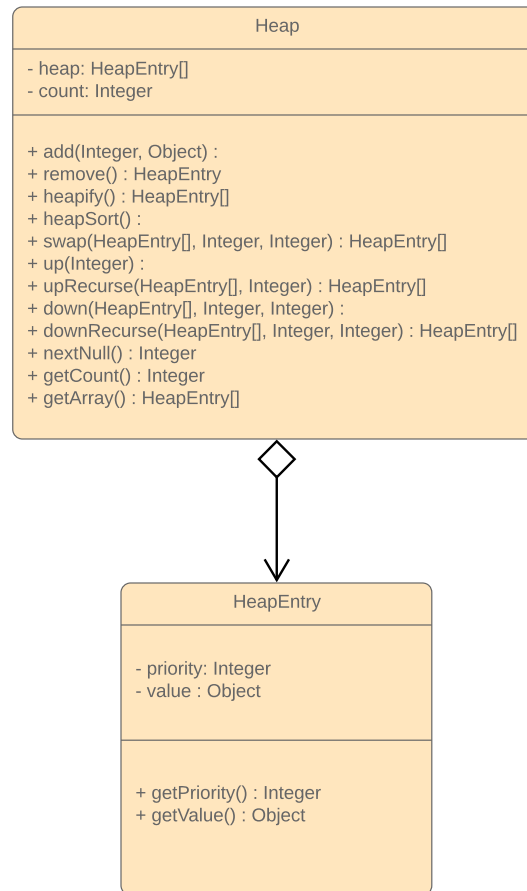 Heap
- heap: HeapEntry[]
- count: Integer
+ add(Integer, Object) :
+ remove() : HeapEntry
+ heapify() : HeapEntry[]
+ heapSort() :
+ swap(HeapEntry[], Integer, Integer) : HeapEntry[]
+ up(Integer) :
+ upRecurse(HeapEntry[], Integer) : HeapEntry[]
+ down(HeapEntry[], Integer, Integer) :
+ downRecurse(HeapEntry[], Integer, Integer) : HeapEntry[]
+ nextNull() : Integer
+ getCount() : Integer
+ getArray() : HeapEntry[]
HeapEntry
- priority: Integer
- value : Object
+ getPriority() : Integer
+ getValue() : Object